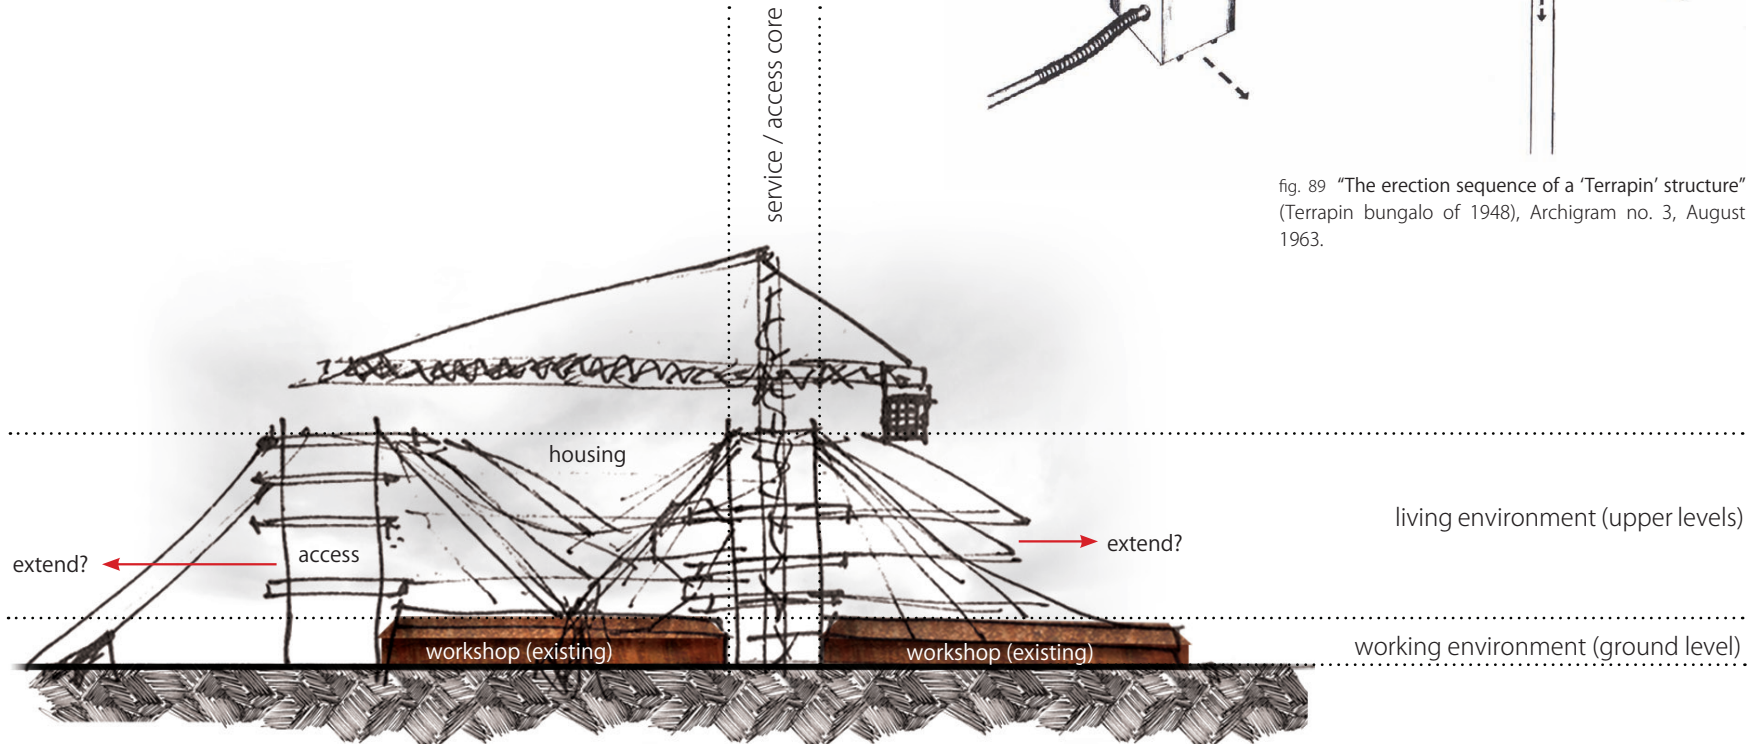 service / access core
fig. 89 “The erection sequence of a ‘Terrapin’ structure”
(Terrapin bungalo of 1948), Archigram no. 3, August
1963.
housing
living environment (upper levels)
extend?
access
extend?
workshop (existing)
workshop (existing)
working environment (ground level)